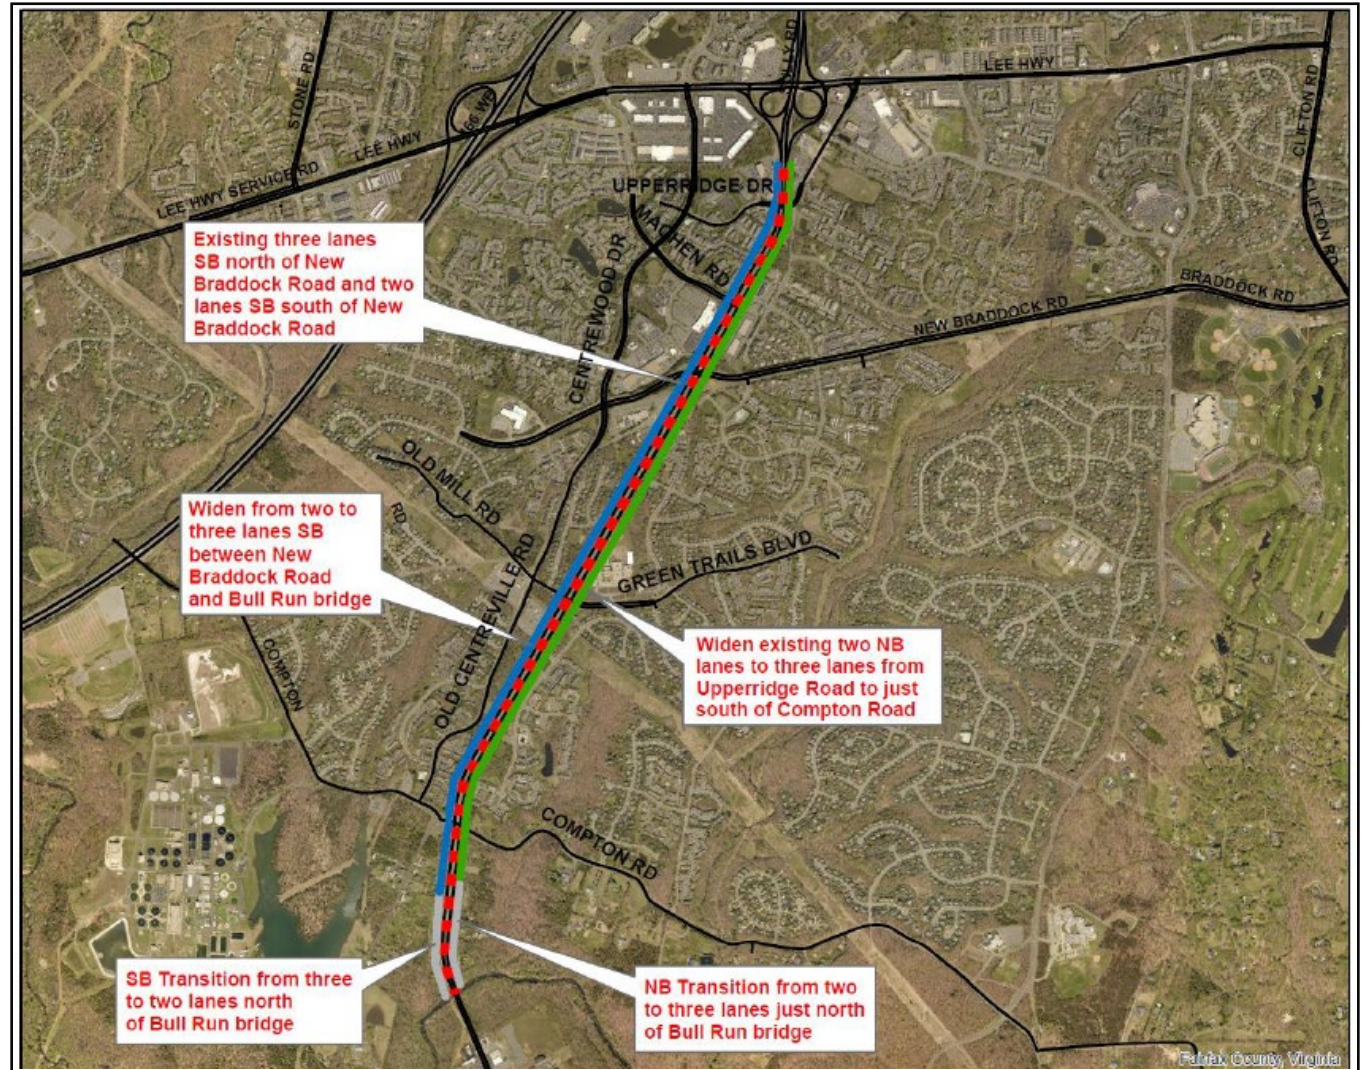 STONE RD
LEE HWY
CLIFTON RD
66 WB
LEE HWY
LEE HWY SERVICE RD
UPPERRIDGE DR
CLIFTON RD
MACHEN RD
Existing three lanes
SB north of New
Braddock Road and two
lanes SB south of New
Braddock Road
CENTREWOOD DR
BRADDOCK RD
NEW BRADDOCK RD
OLD MILL RD
RD
Widen from two to
three lanes SB
between New
Braddock Road
and Bull Run bridge
GREEN TRAILS BLVD
OLD CENTREVILLE RD
COMPTON
Widen existing two NB
lanes to three lanes from
Upperridge Road to just
south of Compton Road
COMPTON RD
SB Transition from three
to two lanes north
of Bull Run bridge
NB Transition from two
to three lanes just north
of Bull Run bridge
Fairfax County, Virginia